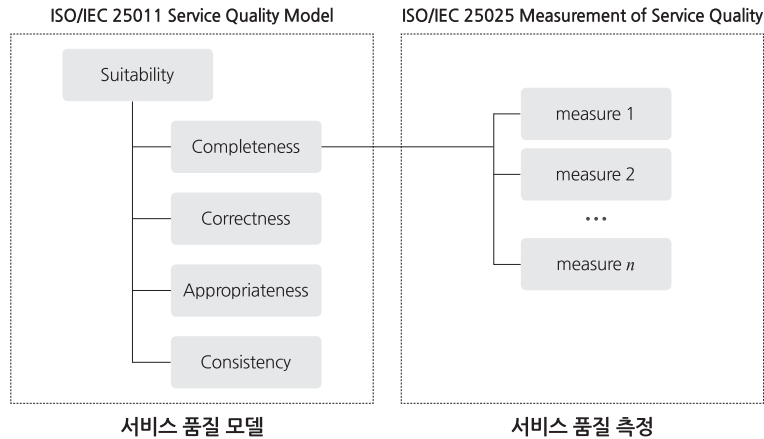 ISO/IEC 25011 Service Quality Model
Suitability
Completeness
Correctness
Appropriateness
Consistency
서비스 품질 모델
ISO/IEC 25025 Measurement of Service Quality
measure 1
measure 2
...
measure n
서비스 품질 측정